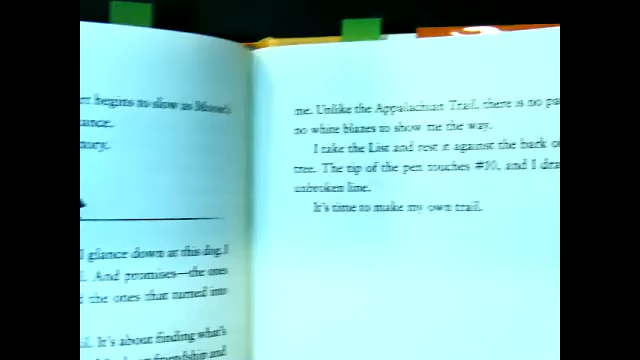 begins to slow as
ance.
glance down at this dog. I
And promises—the ones
the ones that turned into
It's about finding what's
friendship and
me. Unlike the Appalachian Trail, there is no pa
no white blazes to show me the way.
I take the List and rest it against the bark o
tree. The tip of the pen touches #10, and I dra
unbroken line.
It's time to make my own trail.